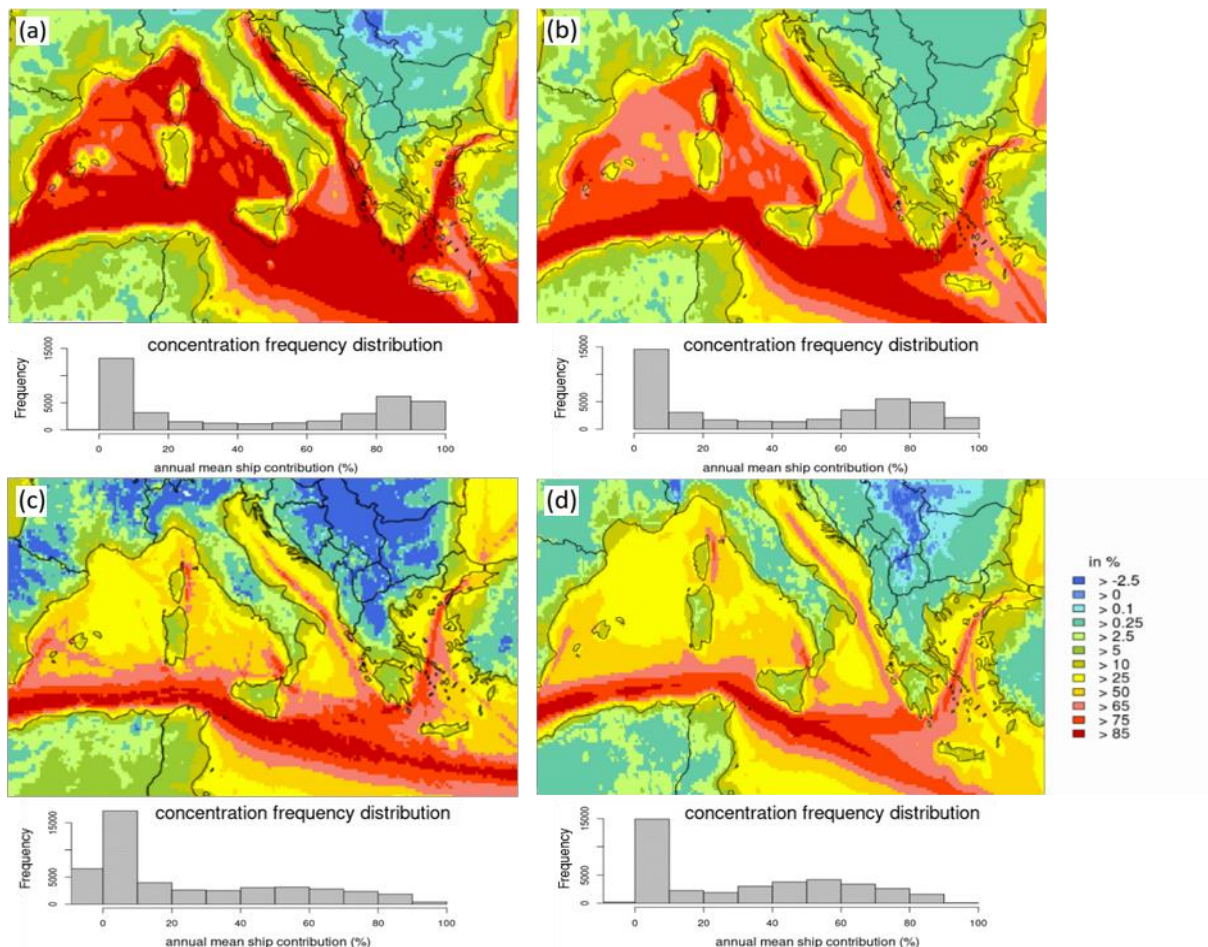 (a)
(b)
concentration frequency distribution
Frequency
15000
5000
0
0 20 40 60 80 100
annual mean ship contribution (%)
concentration frequency distribution
Frequency
15000
5000
0
0 20 40 60 80 100
annual mean ship contribution (%)
(c)
(d)
in %
> -2.5
> 0
> 0.1
> 0.25
> 2.5
> 5
> 10
> 25
> 50
> 65
> 75
> 85
concentration frequency distribution
Frequency
15000
5000
0
0 20 40 60 80 100
annual mean ship contribution (%)
concentration frequency distribution
Frequency
15000
5000
0
0 20 40 60 80 100
annual mean ship contribution (%)